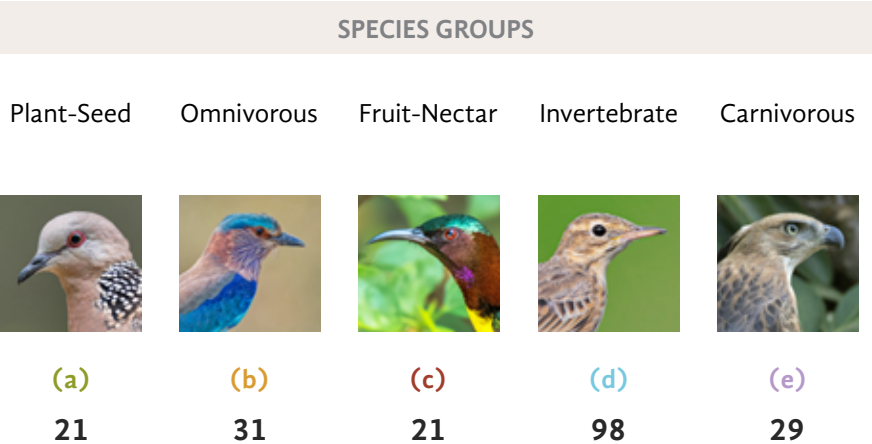 SPECIES GROUPS
Plant-Seed Omnivorous Fruit-Nectar Invertebrate Carnivorous
(a) (b) (c) (d) (e)
21 31 21 98 29